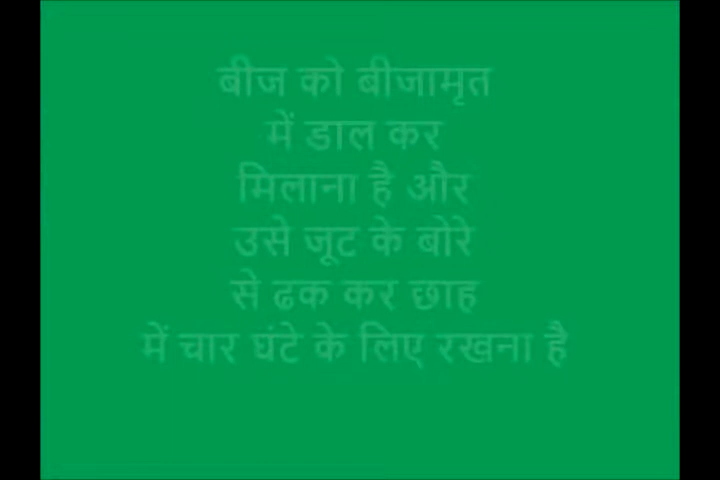 बीज को बीजामृत
में डाल कर
मिलाना है और
उसे जूट के बोरे
से ढक कर छाह
में चार घंटे के लिए रखना है